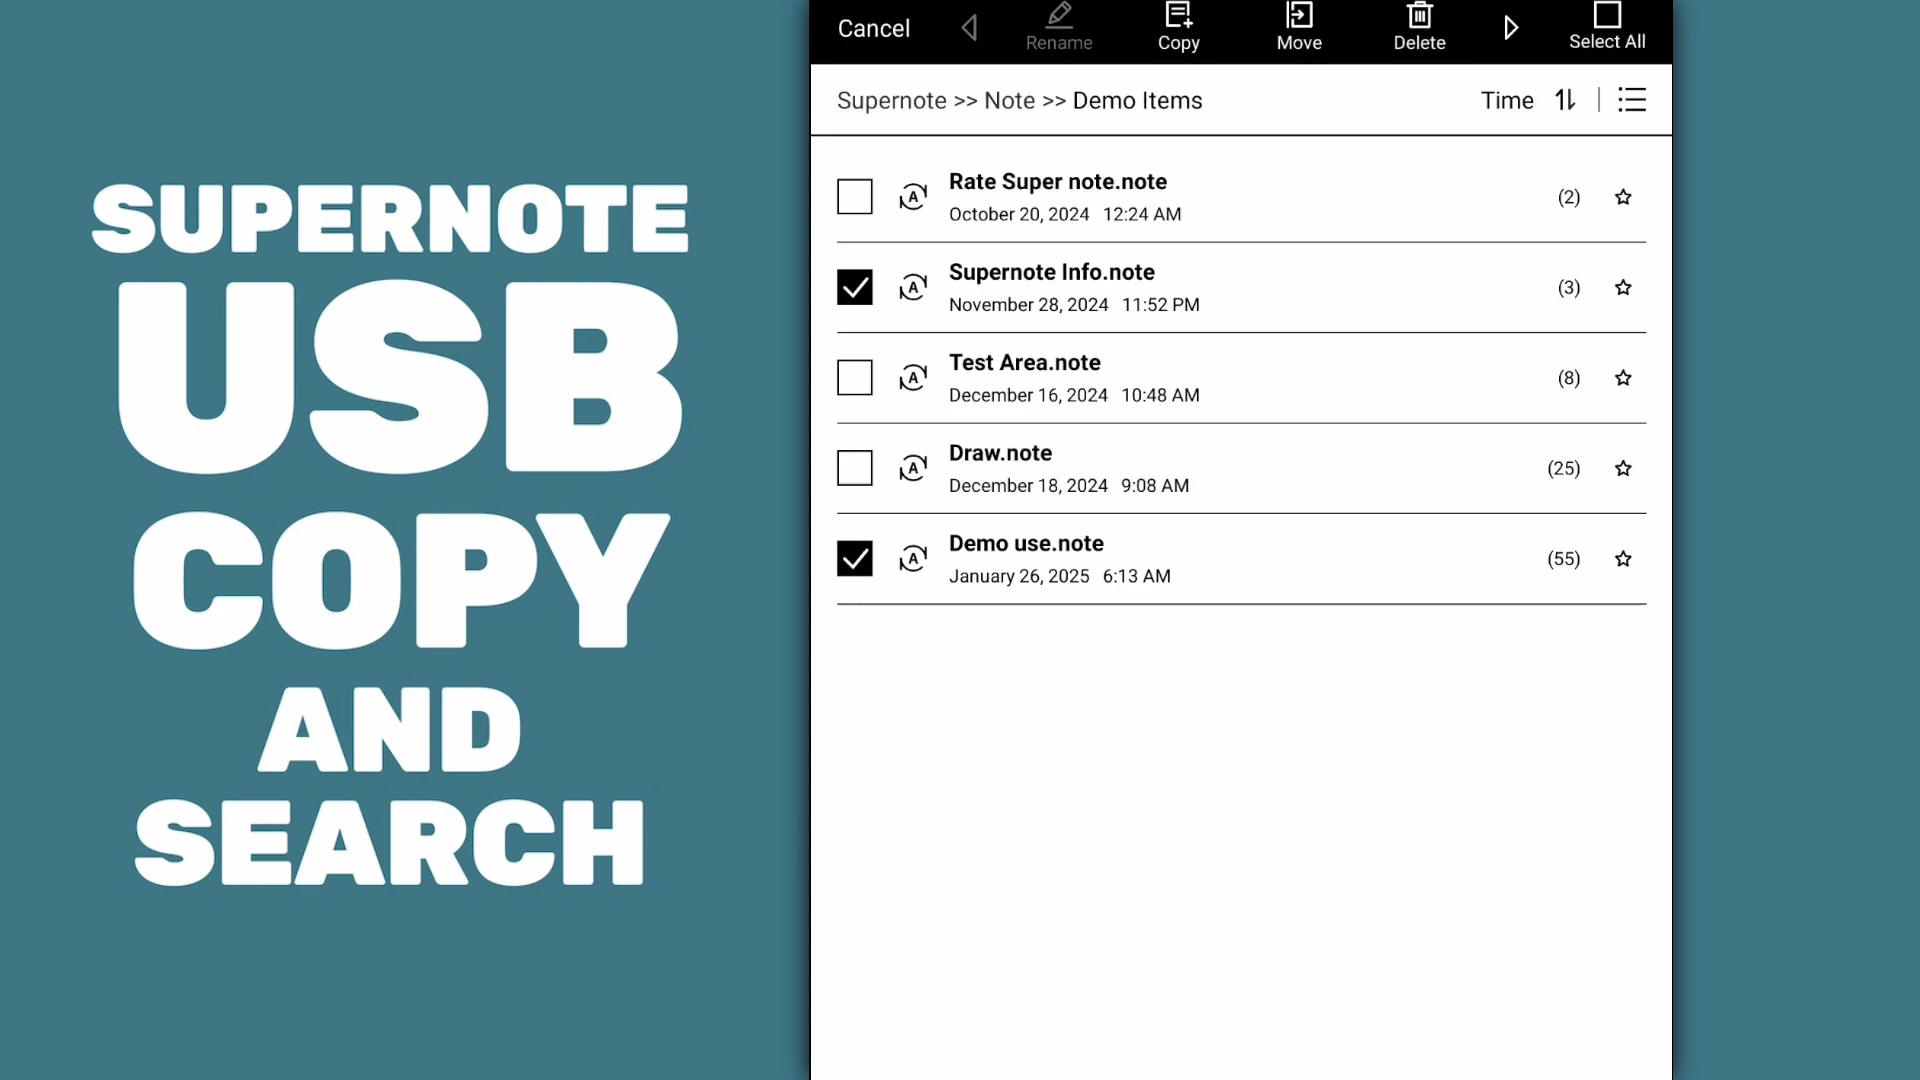 SUPERNOTE
USB
COPY
AND
SEARCH
Cancel
Rename
Copy
Move
Delete
Select All
Supernote >> Note >> Demo Items
Time
Rate Super note.note
October 20, 2024 12:24 AM
(2)
Supernote Info.note
November 28, 2024 11:52 PM
(3)
Test Area.note
December 16, 2024 10:48 AM
(8)
Draw.note
December 18, 2024 9:08 AM
(25)
Demo use.note
January 26, 2025 6:13 AM
(55)